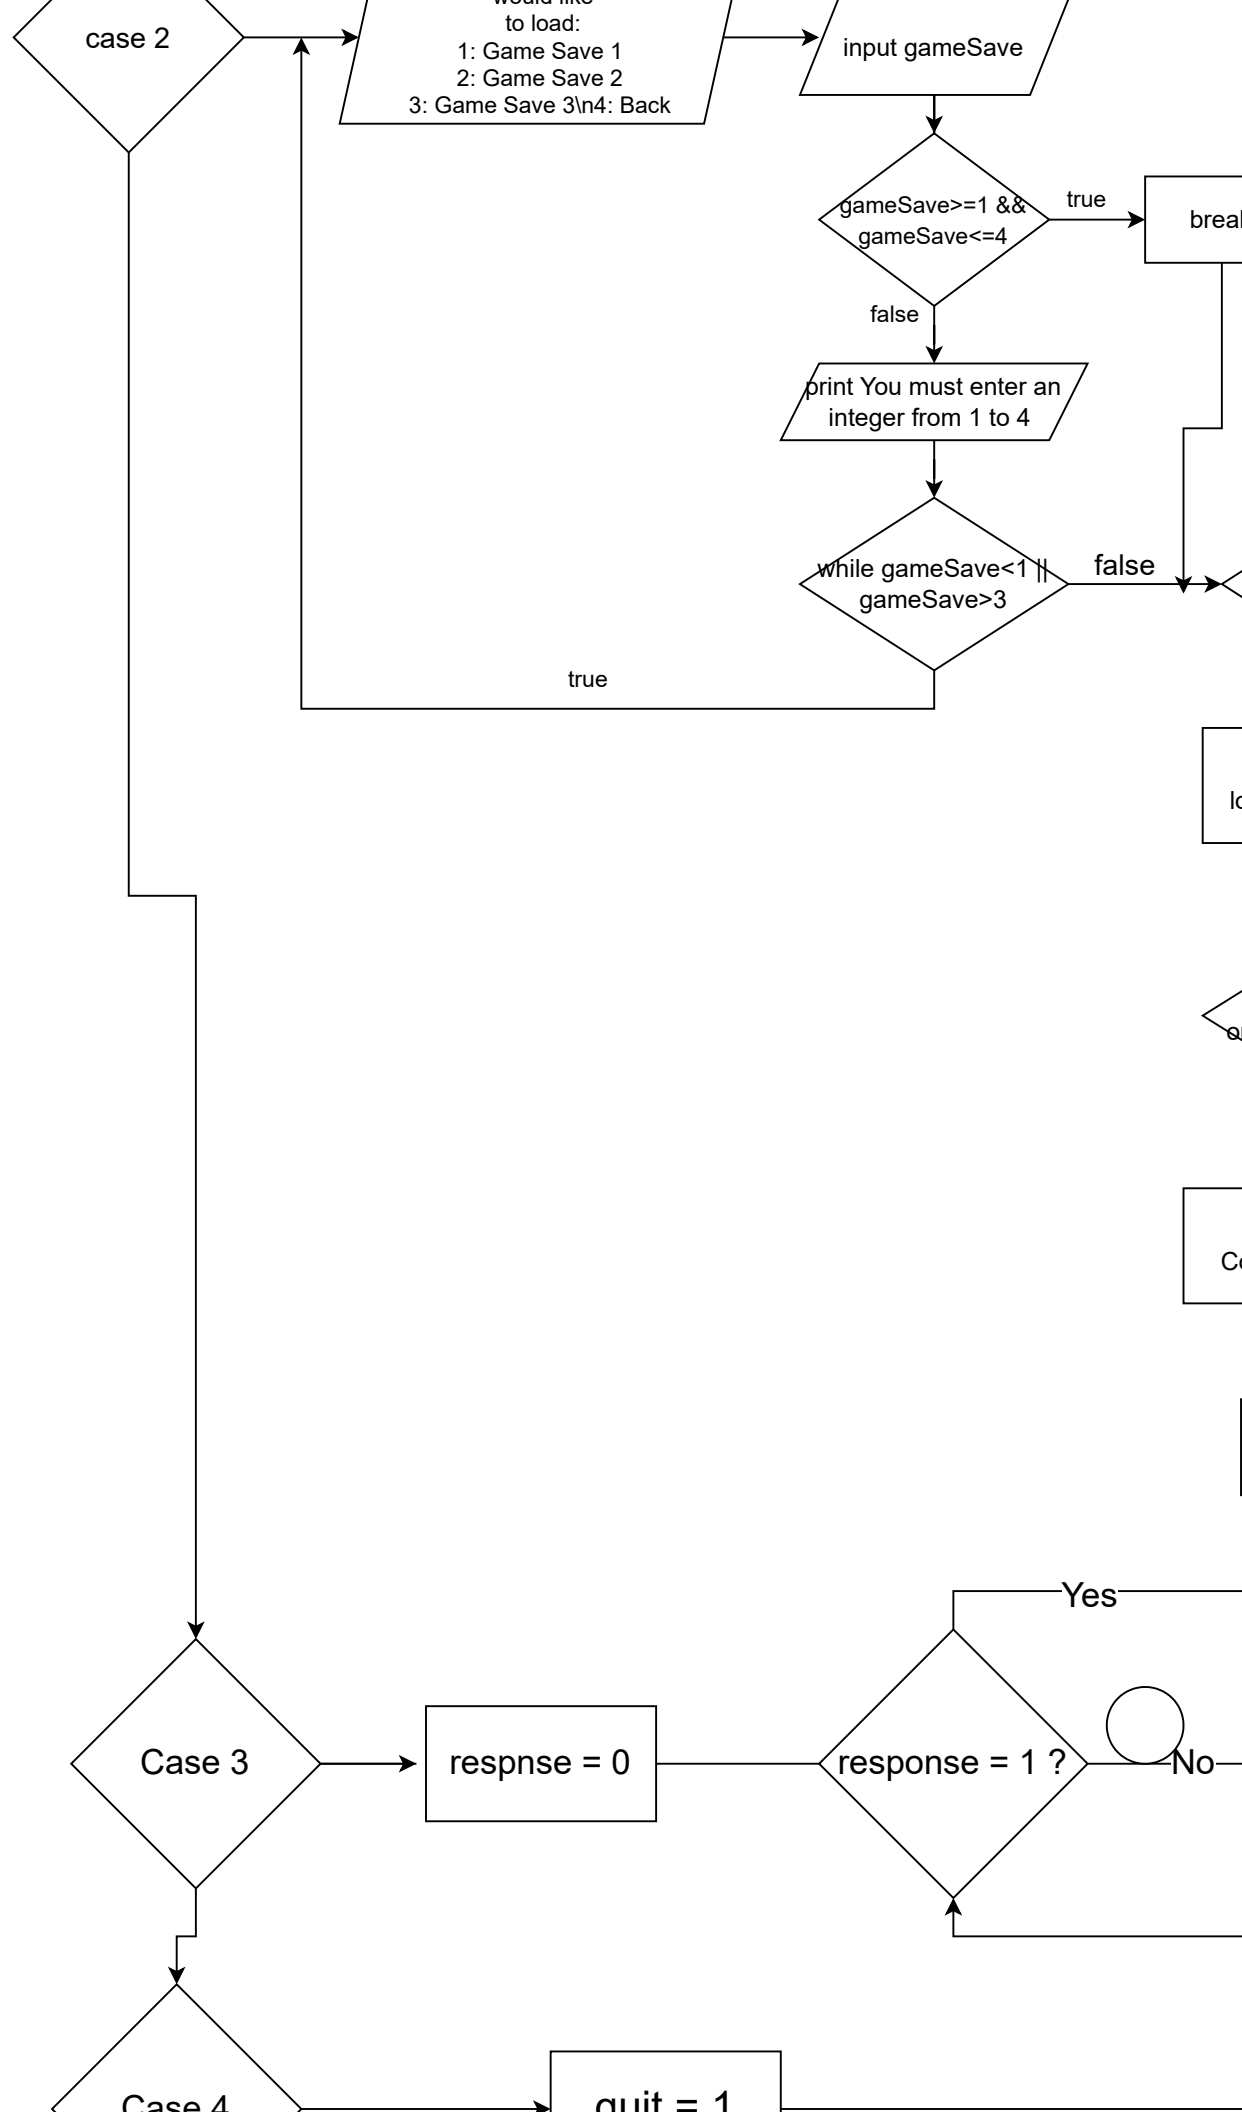 would like
to load:
1: Game Save 1
2: Game Save 2
3: Game Save 3\n4: Back
case 2
input gameSave
gameSave>=1 &&
gameSave<=4
true
false
print You must enter an
integer from 1 to 4
while gameSave<1 ||
gameSave>3
false
true
Yes
Case 3
respnse = 0
response = 1 ?
No
Case 4
quit = 1